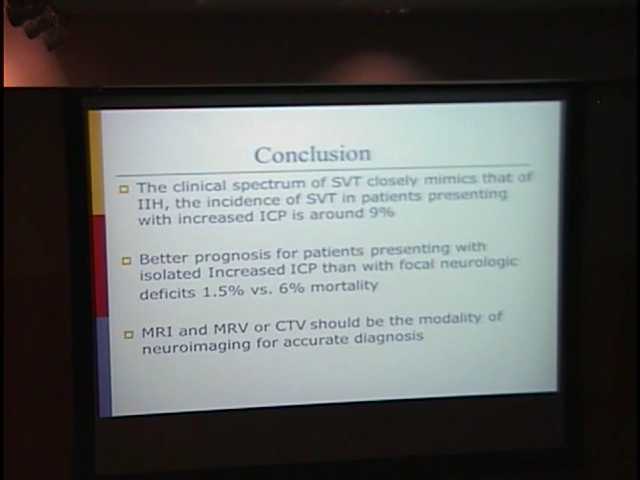 Conclusion
The clinical spectrum of SVT closely mimics that of
IIH, the incidence of SVT in patients presenting
with increased ICP is around 9%
Better prognosis for patients presenting with
isolated Increased ICP than with focal neurologic
deficits 1.5% vs. 6% mortality
MRI and MRV or CTV should be the modality of
neuroimaging for accurate diagnosis